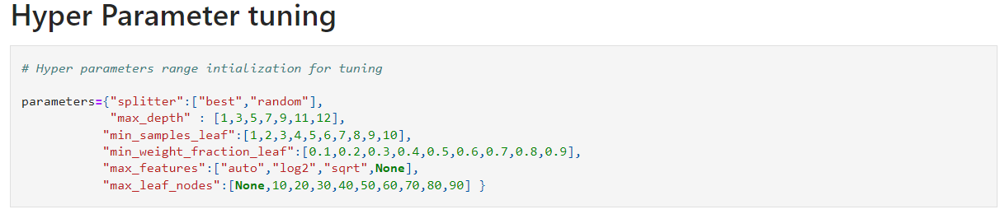 Hyper Parameter tuning
# Hyper parameters range intialization for tuning
parameters={"splitter":["best","random"],
"max_depth" : [1,3,5,7,9,11,12],
"min_samples_leaf":[1,2,3,4,5,6,7,8,9,10],
"min_weight_fraction_leaf":[0.1,0.2,0.3,0.4,0.5,0.6,0.7,0.8,0.9],
"max_features":["auto","log2","sqrt",None],
"max_leaf_nodes":[None,10,20,30,40,50,60,70,80,90] }